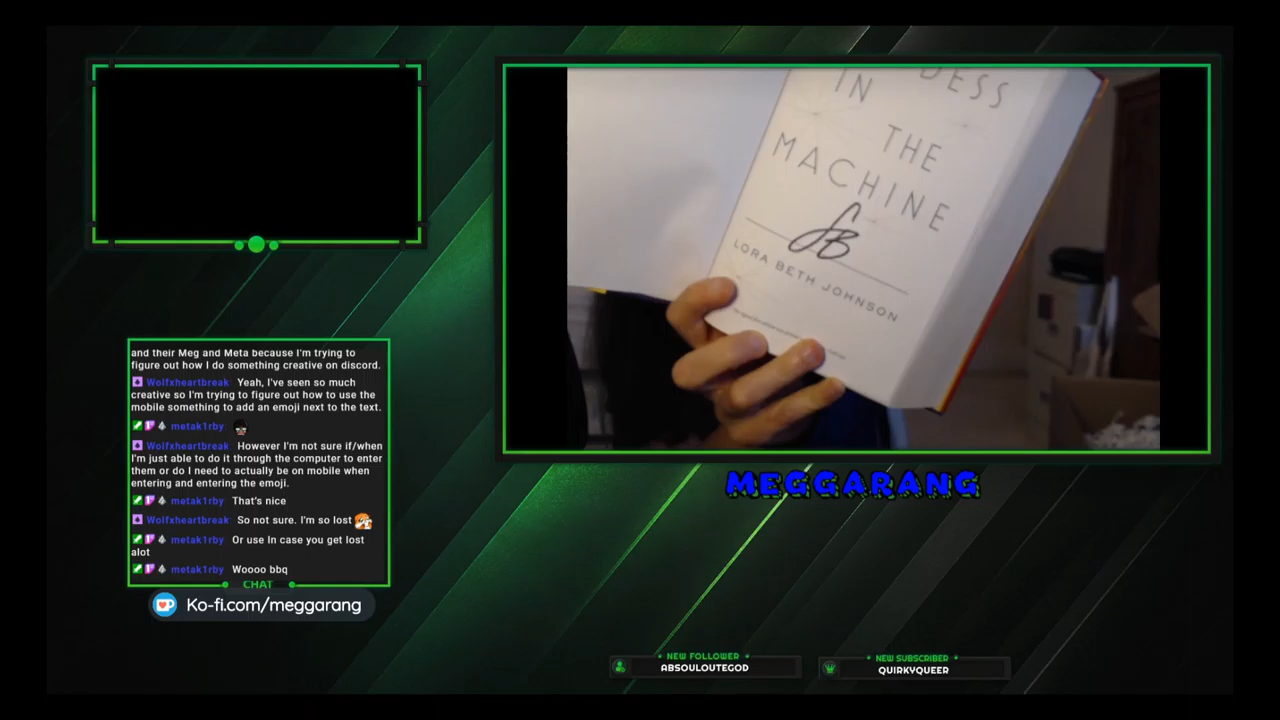 DESS
IN
THE
MACHINE
LORA BETH JOHNSON
MEGGARANG
and their Meg and Meta because I'm trying to
figure out how I do something creative on discord.
Wolfxheartbreak Yeah, I've seen so much
creative so I'm trying to figure out how to use the
mobile something to add an emoji next to the text.
metak1rby
Wolfxheartbreak However I'm not sure if/when
I'm just able to do it through the computer to enter
them or do I need to actually be on mobile when
entering and entering the emoji.
metak1rby That's nice
Wolfxheartbreak So not sure. I'm so lost
metak1rby Or use In case you get lost
alot
metak1rby Woooo bbq
CHAT
Ko-fi.com/meggarang
NEW FOLLOWER
ABSOULOUTEGOD
NEW SUBSCRIBER
QUIRKYQUEER